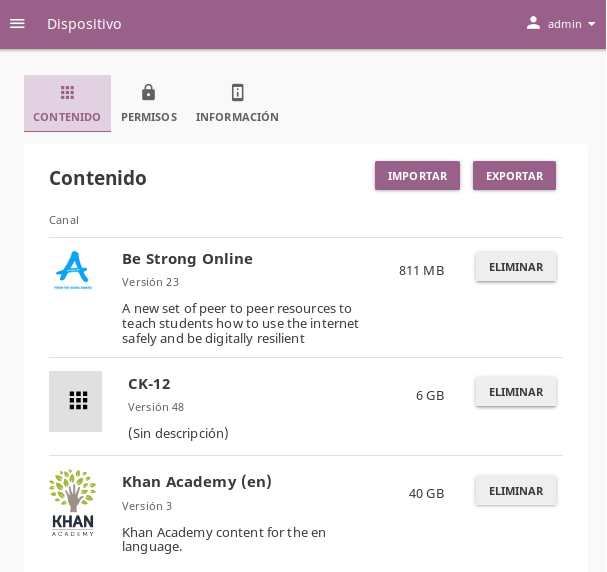 Dispositivo
admin
CONTENIDO
PERMISOS
INFORMACIÓN
Contenido
IMPORTAR
EXPORTAR
Canal
Be Strong Online
811 MB
ELIMINAR
Versión 23
A new set of peer to peer resources to
teach students how to use the internet
safely and be digitally resilient
CK-12
6 GB
ELIMINAR
Versión 48
(Sin descripción)
Khan Academy (en)
40 GB
ELIMINAR
Versión 3
KHAN
ACADEMY
Khan Academy content for the en
language.